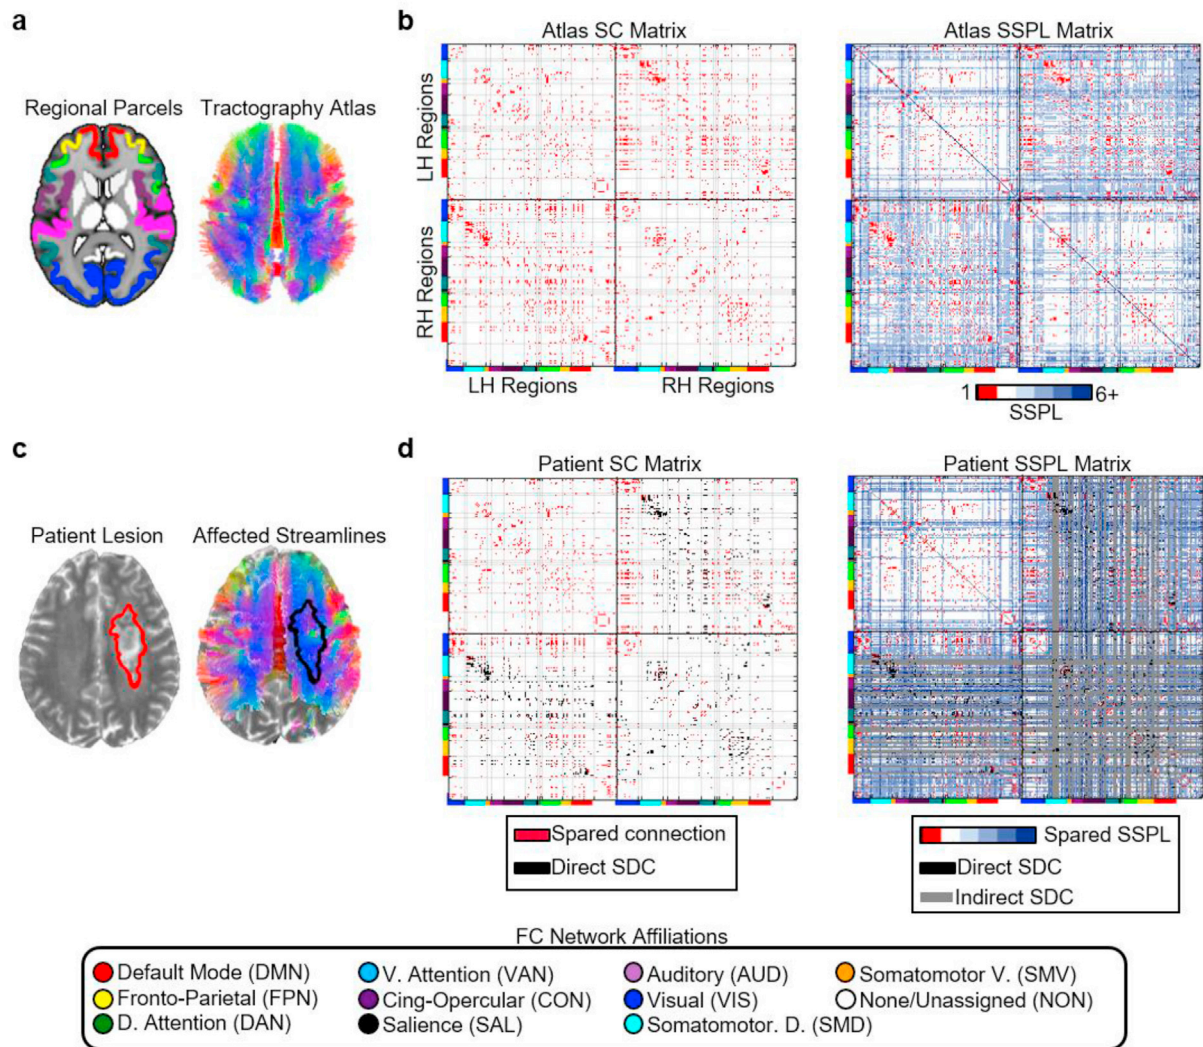 a
Regional Parcels
Tractography Atlas
b
Atlas SC Matrix
Atlas SSPL Matrix
LH Regions
RH Regions
LH Regions
RH Regions
1
6+
SSPL
c
Patient Lesion
Affected Streamlines
d
Patient SC Matrix
Patient SSPL Matrix
Spared connection
Direct SDC
Spared SSPL
Direct SDC
Indirect SDC
FC Network Affiliations
Default Mode (DMN)
V. Attention (VAN)
Auditory (AUD)
Somatomotor V. (SMV)
Fronto-Parietal (FPN)
Cing-Opercular (CON)
Visual (VIS)
None/Unassigned (NON)
D. Attention (DAN)
Salience (SAL)
Somatomotor. D. (SMD)